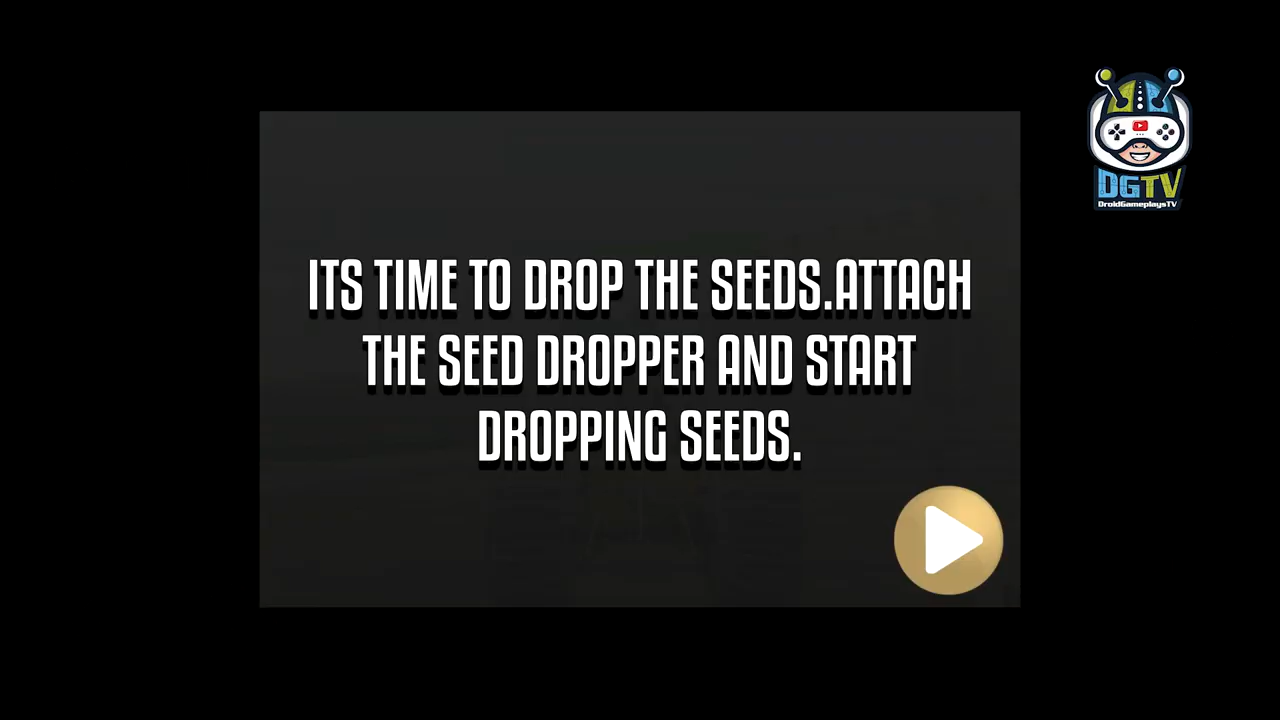 DGTV
DroidGameplaysTV
ITS TIME TO DROP THE SEEDS.ATTACH
THE SEED DROPPER AND START
DROPPING SEEDS.